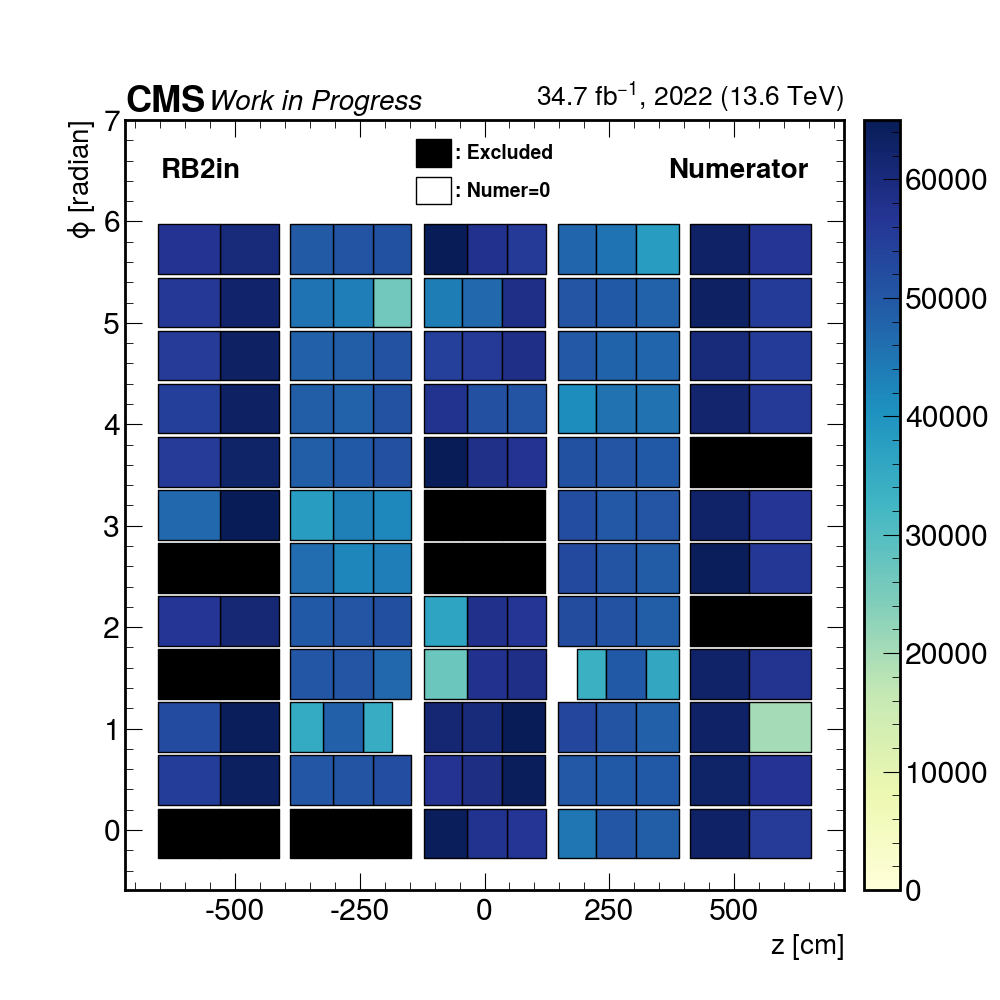 CMS Work in Progress
34.7 fb⁻¹, 2022 (13.6 TeV)
RB2in
: Excluded
: Numer=0
Numerator
ϕ [radian]
7
6
5
4
3
2
1
0
-500
-250
0
250
500
z [cm]
60000
50000
40000
30000
20000
10000
0